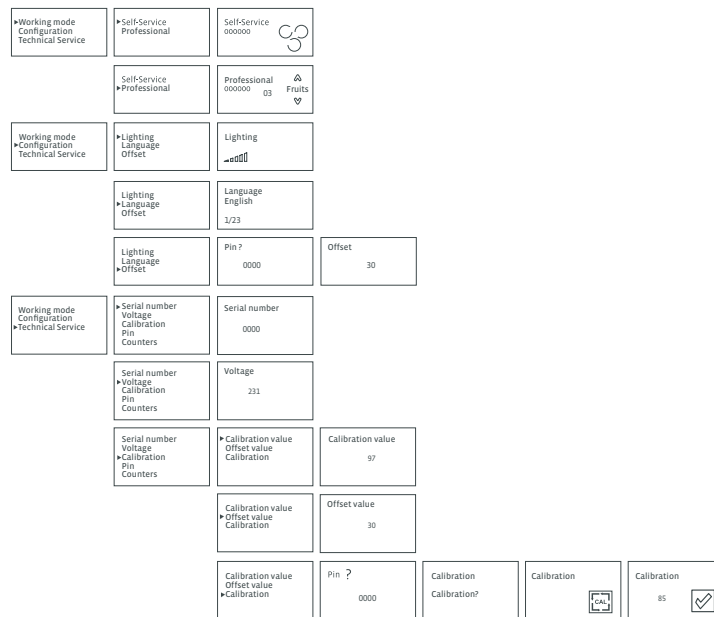 ▸Working mode
Configuration
Technical Service
▸Self-Service
Professional
Self-Service
000000
Self-Service
▸Professional
Professional
000000 03 Fruits
Working mode
▸Configuration
Technical Service
▸Lighting
Language
Offset
Lighting
Lighting
▸Language
Offset
Language
English
1/23
Lighting
Language
▸Offset
Pin ?
0000
Offset
30
Working mode
Configuration
▸Technical Service
▸Serial number
Voltage
Calibration
Pin
Counters
Serial number
0000
Serial number
▸Voltage
Calibration
Pin
Counters
Voltage
231
Serial number
Voltage
▸Calibration
Pin
Counters
▸Calibration value
Offset value
Calibration
Calibration value
97
Calibration value
▸Offset value
Calibration
Offset value
30
Calibration value
Offset value
▸Calibration
Pin ?
0000
Calibration
Calibration?
Calibration
CAL
Calibration
85